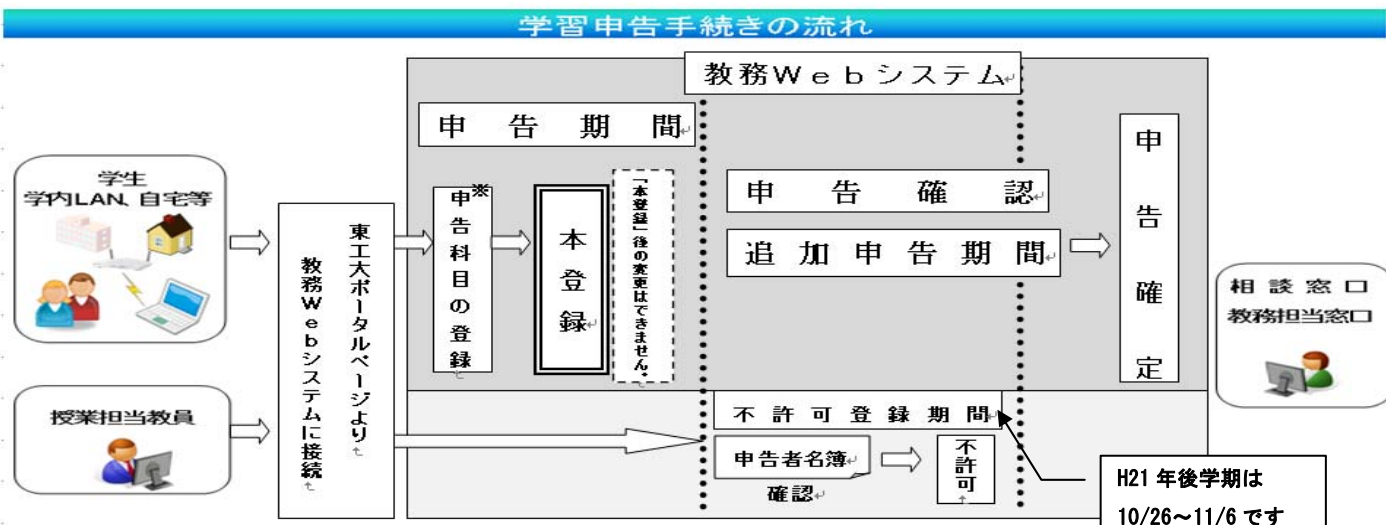 学習申告手続きの流れ
教務Webシステム
申告期間
学生
学内LAN、自宅等
東工大ポータルページより
教務Webシステムに接続
※
申告科目の登録
本登録
「本登録」後の変更はできません。
申告確認
追加申告期間
申告確定
相談窓口
教務担当窓口
授業担当教員
不許可登録期間
申告者名簿
確認
不許可
H21年後学期は
10/26～11/6です